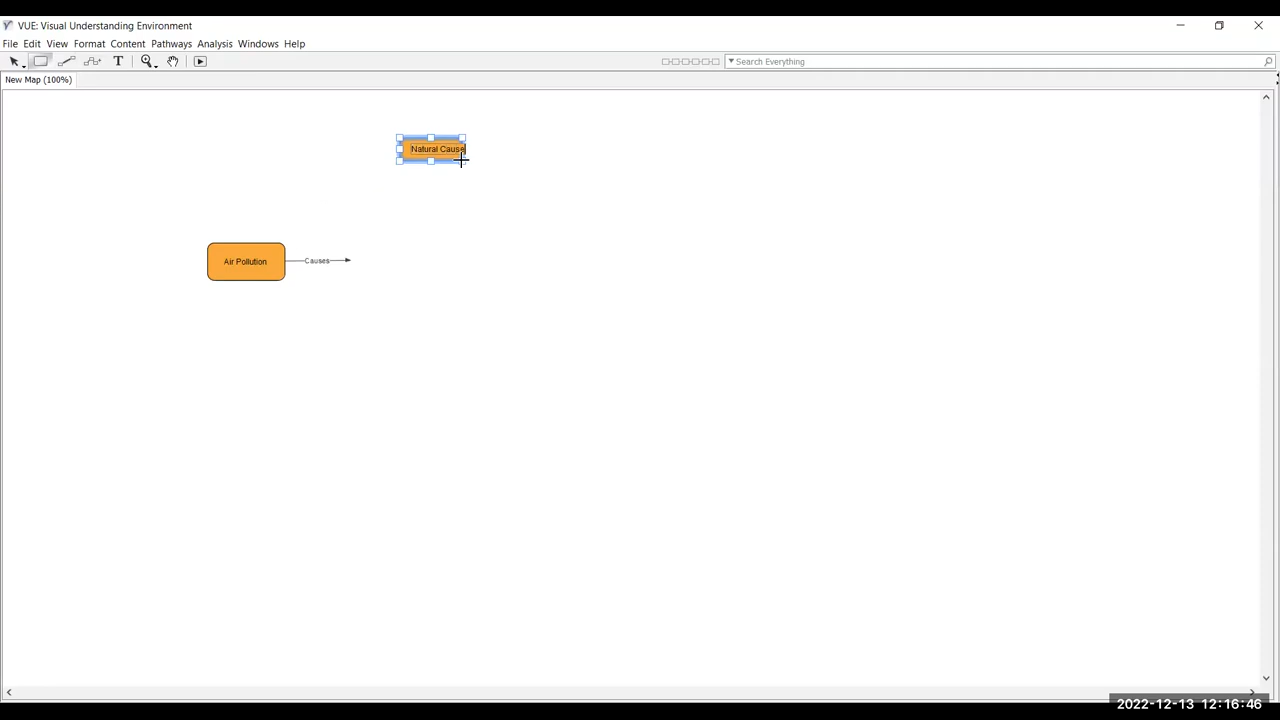 VUE: Visual Understanding Environment
File Edit View Format Content Pathways Analysis Windows Help
T Search Everything
New Map (100%)
Natural Cause
Air Pollution
Causes
2022-12-13 12:16:46